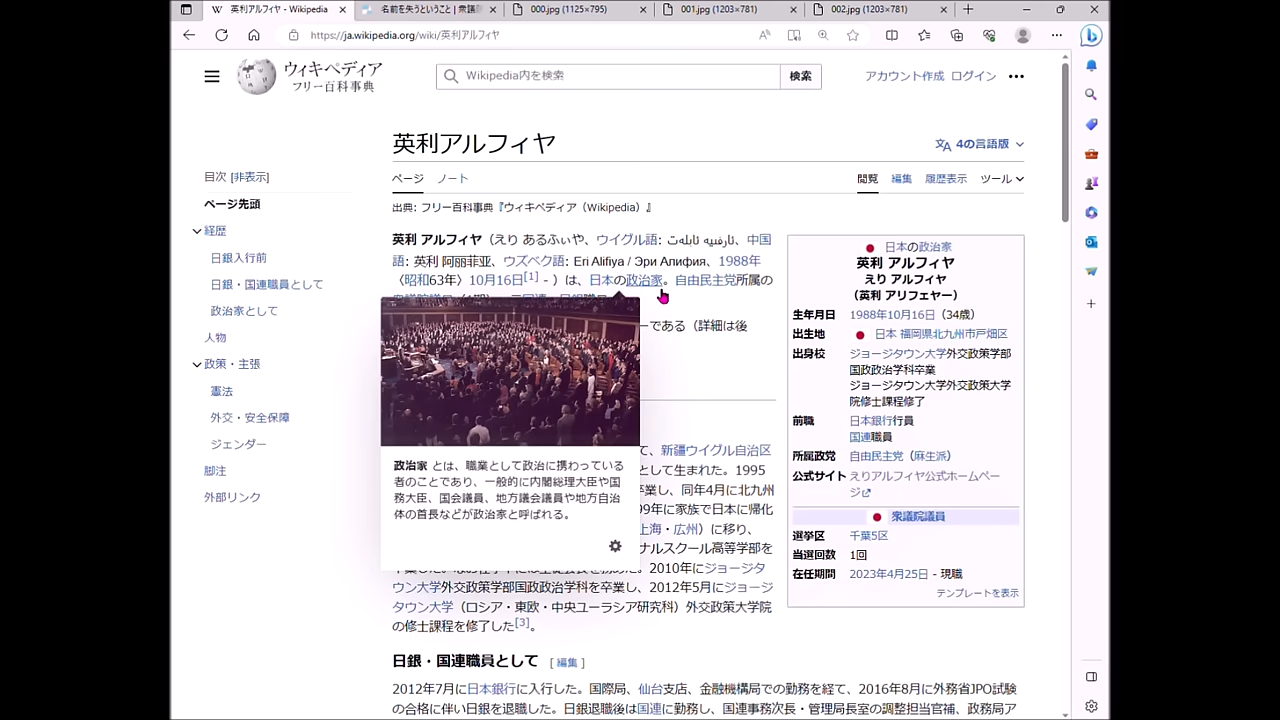 英利アルフィヤ - Wikipedia
名前を失うということ | 衆議
000.jpg (1125×795)
001.jpg (1203×781)
002.jpg (1203×781)
https://ja.wikipedia.org/wiki/英利アルフィヤ
ウィキペディア
フリー百科事典
Wikipedia内を検索
検索
アカウント作成 ログイン
英利アルフィヤ
4の言語版
目次 [非表示]
ページ先頭
経歴
日銀入行前
日銀・国連職員として
政治家として
人物
政策・主張
憲法
外交・安全保障
ジェンダー
脚注
外部リンク
ページ ノート
閲覧 編集 履歴表示 ツール
出典: フリー百科事典『ウィキペディア（Wikipedia）』
英利 アルフィヤ（えり あるふぃや、ウイグル語: ئارفىيە ئابلەت、中国
語: 英利 阿丽菲亚、ウズベク語: Eri Alifiya / Эри Алифия、1988年
〈昭和63年〉10月16日[1] - ）は、日本の政治家。自由民主党所属の
ーである（詳細は後
政治家 とは、職業として政治に携わっている
者のことであり、一般的に内閣総理大臣や国
務大臣、国会議員、地方議会議員や地方自治
体の首長などが政治家と呼ばれる。
て、新疆ウイグル自治区
として生まれた。1995
卒業し、同年4月に北九州
99年に家族で日本に帰化
上海・広州）に移り、
ナルスクール高等学部を
2010年にジョージタ
ウン大学外交政策学部国政政治学科を卒業し、2012年5月にジョージ
タウン大学（ロシア・東欧・中央ユーラシア研究科）外交政策大学院
の修士課程を修了した[3]。
日銀・国連職員として [ 編集 ]
2012年7月に日本銀行に入行した。国際局、仙台支店、金融機構局での勤務を経て、2016年8月に外務省JPO試験
の合格に伴い日銀を退職した。日銀退職後は国連に勤務し、国連事務次長・管理局長室の調整担当官補、政務局ア
日本の政治家
英利 アルフィヤ
えり アルフィヤ
（英利 アリフェヤー）
生年月日 1988年10月16日（34歳）
出生地 日本 福岡県北九州市戸畑区
出身校 ジョージタウン大学外交政策学部
国政政治学科卒業
ジョージタウン大学外交政策大学
院修士課程修了
前職 日本銀行行員
国連職員
所属政党 自由民主党（麻生派）
公式サイト えりアルフィヤ公式ホームペー
ジ
衆議院議員
選挙区 千葉5区
当選回数 1回
在任期間 2023年4月25日 - 現職
テンプレートを表示